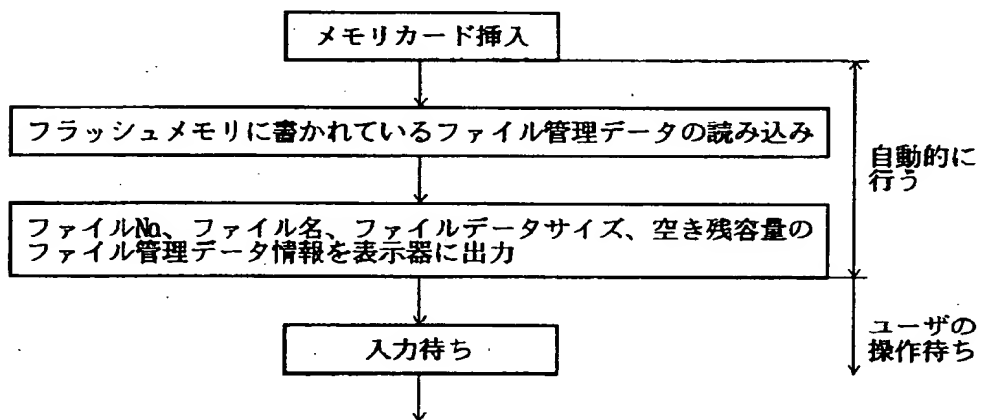 メモリカード挿入
フラッシュメモリに書かれているファイル管理データの読み込み
自動的に
行う
ファイルNo、ファイル名、ファイルデータサイズ、空き残容量の
ファイル管理データ情報を表示器に出力
入力待ち
ユーザの
操作待ち